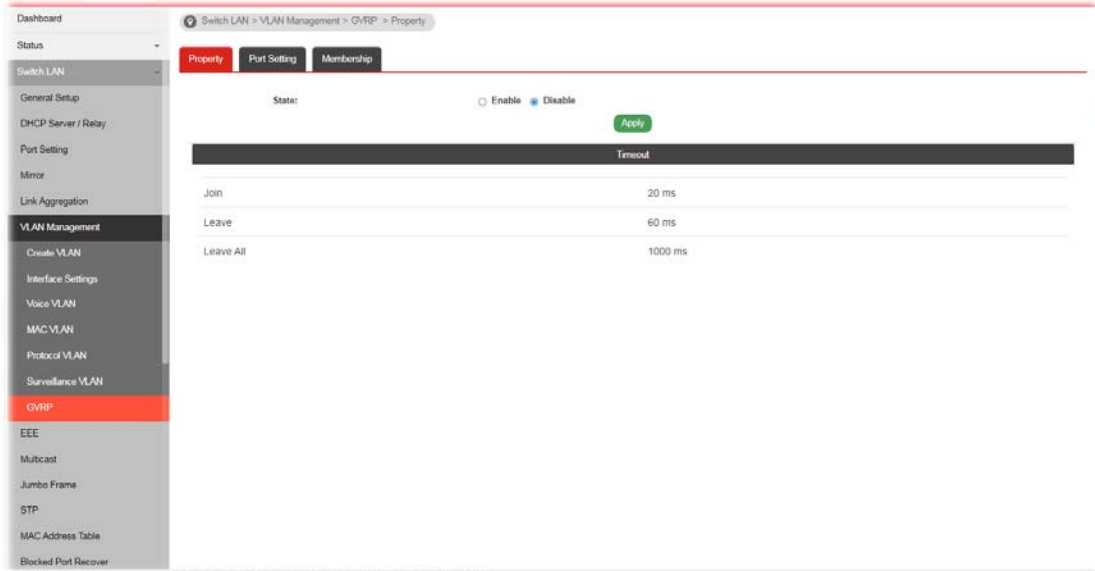 Dashboard
Switch LAN > VLAN Management > GVRP > Property
Status
Property Port Setting Membership
Switch LAN
General Setup
State: Enable Disable
DHCP Server / Relay
Apply
Port Setting
Timeout
Mirror
Join 20 ms
Link Aggregation
VLAN Management
Leave 60 ms
Create VLAN
Leave All 1000 ms
Interface Settings
Voice VLAN
MAC VLAN
Protocol VLAN
Surveillance VLAN
GVRP
EEE
Multicast
Jumbo Frame
STP
MAC Address Table
Blocked Port Recover